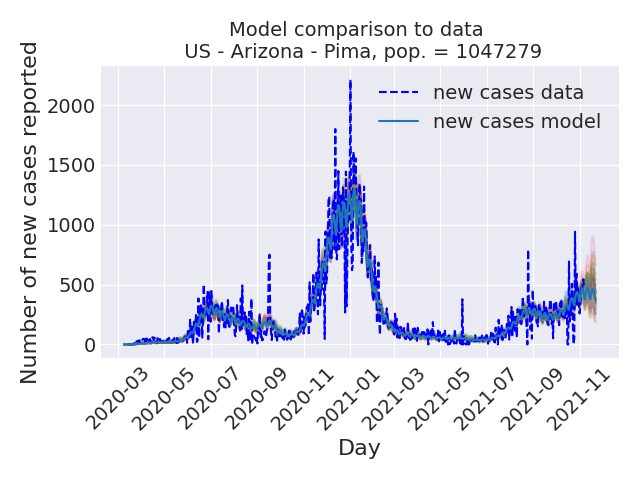 Model comparison to data
US - Arizona - Pima, pop. = 1047279
Number of new cases reported
2000
1500
1000
500
0
new cases data
new cases model
2020-03
2020-05
2020-07
2020-09
2020-11
2021-01
2021-03
2021-05
2021-07
2021-09
2021-11
Day